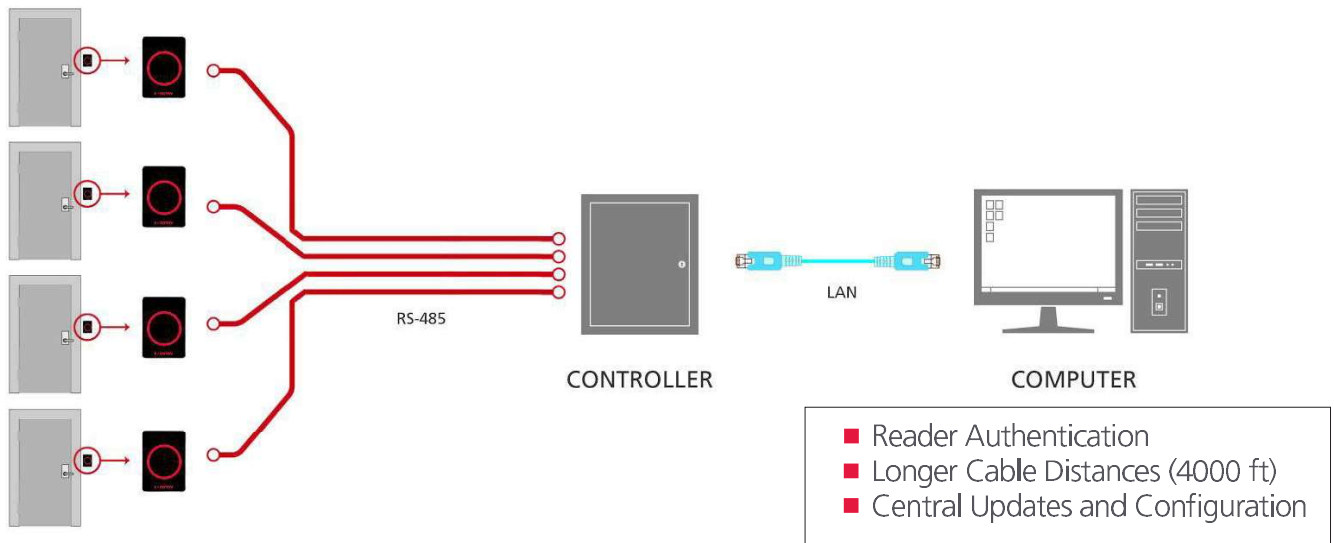 RS-485
LAN
CONTROLLER
COMPUTER
Reader Authentication
Longer Cable Distances (4000 ft)
Central Updates and Configuration